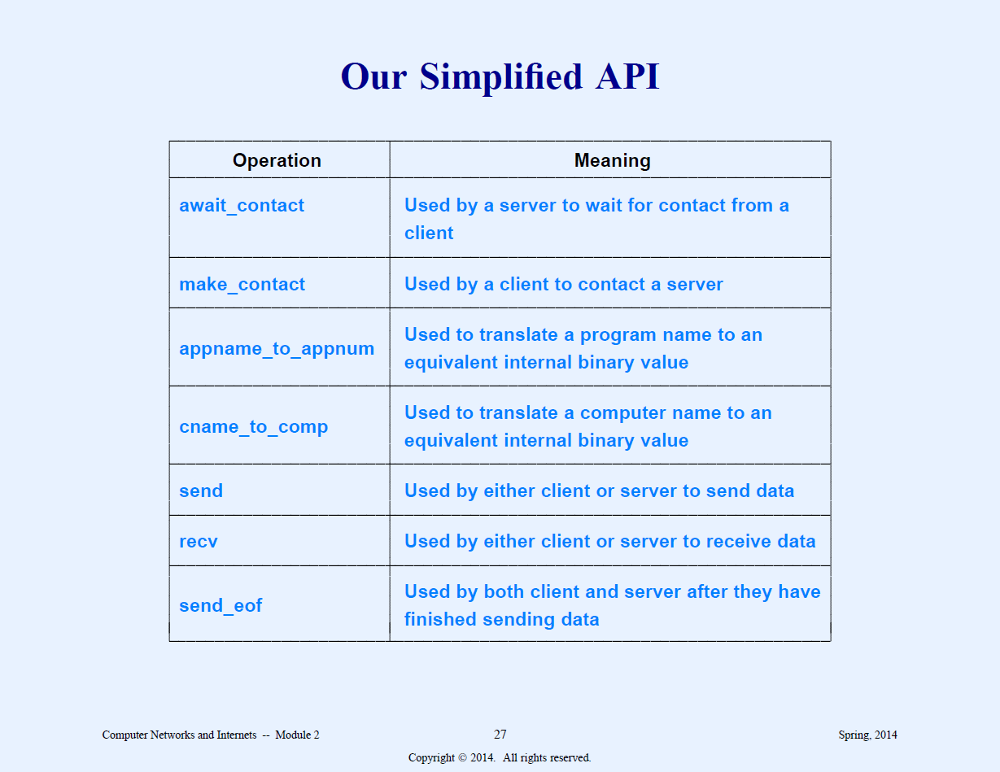 Our Simplified API
Operation
Meaning
await_contact
Used by a server to wait for contact from a
client
make_contact
Used by a client to contact a server
appname_to_appnum
Used to translate a program name to an
equivalent internal binary value
cname_to_comp
Used to translate a computer name to an
equivalent internal binary value
send
Used by either client or server to send data
recv
Used by either client or server to receive data
send_eof
Used by both client and server after they have
finished sending data
Computer Networks and Internets -- Module 2
27
Spring, 2014
Copyright © 2014. All rights reserved.